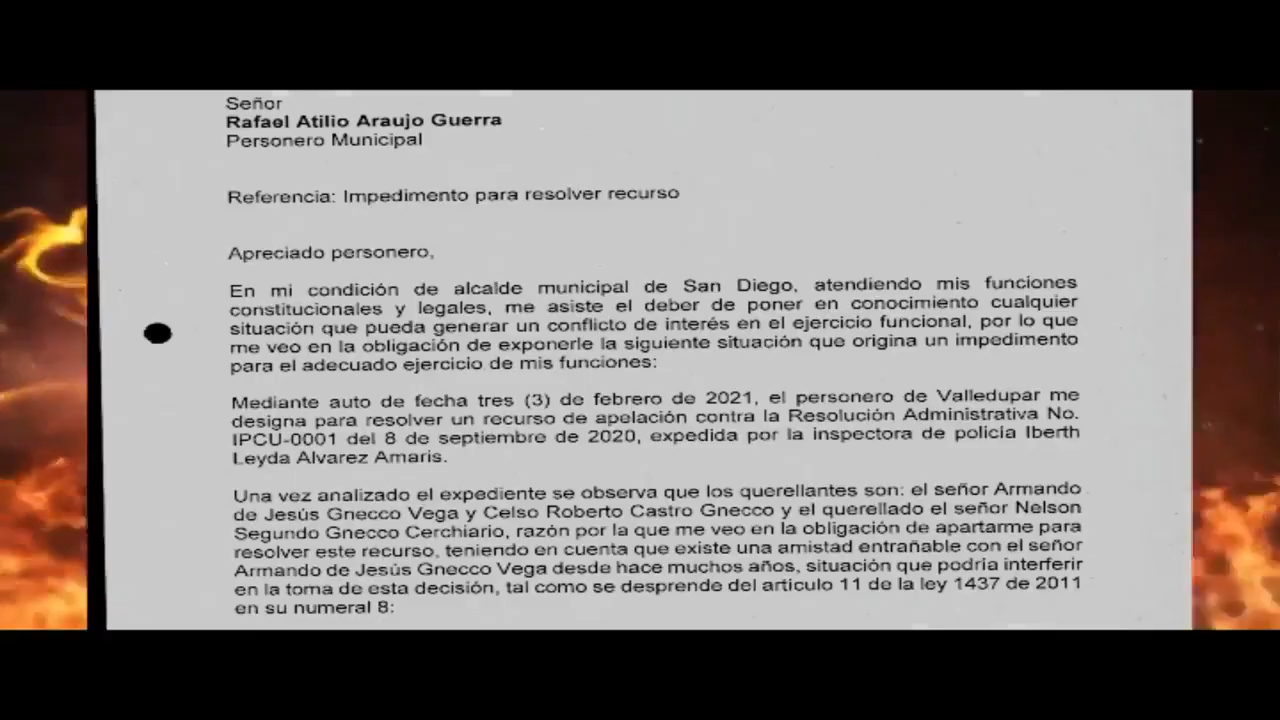 Señor
Rafael Atilio Araujo Guerra
Personero Municipal
Referencia: Impedimento para resolver recurso
Apreciado personero,
En mi condición de alcalde municipal de San Diego, atendiendo mis funciones
constitucionales y legales, me asiste el deber de poner en conocimiento cualquier
situación que pueda generar un conflicto de interés en el ejercicio funcional, por lo que
me veo en la obligación de exponerle la siguiente situación que origina un impedimento
para el adecuado ejercicio de mis funciones:
Mediante auto de fecha tres (3) de febrero de 2021, el personero de Valledupar me
designa para resolver un recurso de apelación contra la Resolución Administrativa No.
IPCU-0001 del 8 de septiembre de 2020, expedida por la inspectora de policía Iberth
Leyda Alvarez Amaris.
Una vez analizado el expediente se observa que los querellantes son: el señor Armando
de Jesús Gnecco Vega y Celso Roberto Castro Gnecco y el querellado el señor Nelson
Segundo Gnecco Cerchiario, razón por la que me veo en la obligación de apartarme para
resolver este recurso, teniendo en cuenta que existe una amistad entrañable con el señor
Armando de Jesús Gnecco Vega desde hace muchos años, situación que podría interferir
en la toma de esta decisión, tal como se desprende del articulo 11 de la ley 1437 de 2011
en su numeral 8: